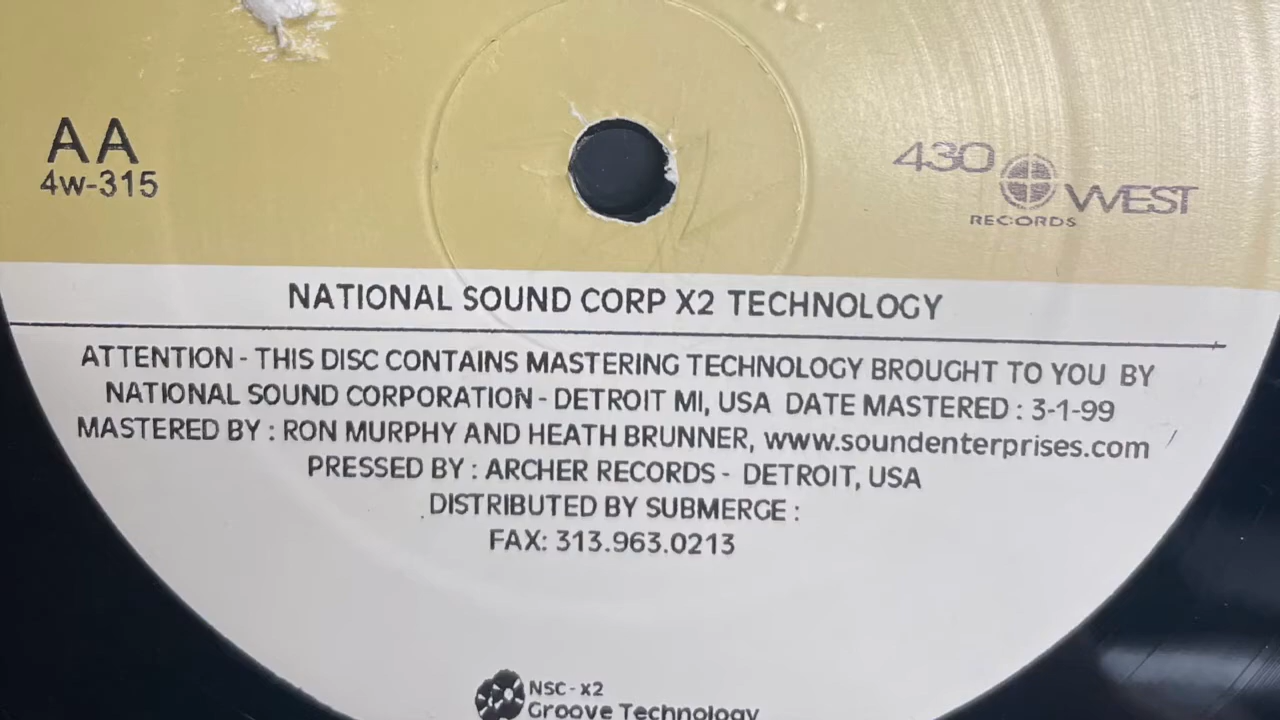 AA
4w-315
430 WEST
RECORDS
NATIONAL SOUND CORP X2 TECHNOLOGY
ATTENTION - THIS DISC CONTAINS MASTERING TECHNOLOGY BROUGHT TO YOU BY
NATIONAL SOUND CORPORATION - DETROIT MI, USA DATE MASTERED : 3-1-99
MASTERED BY : RON MURPHY AND HEATH BRUNNER, www.soundenterprises.com
PRESSED BY : ARCHER RECORDS - DETROIT, USA
DISTRIBUTED BY SUBMERGE :
FAX: 313.963.0213
NSC-x2
Groove Technology